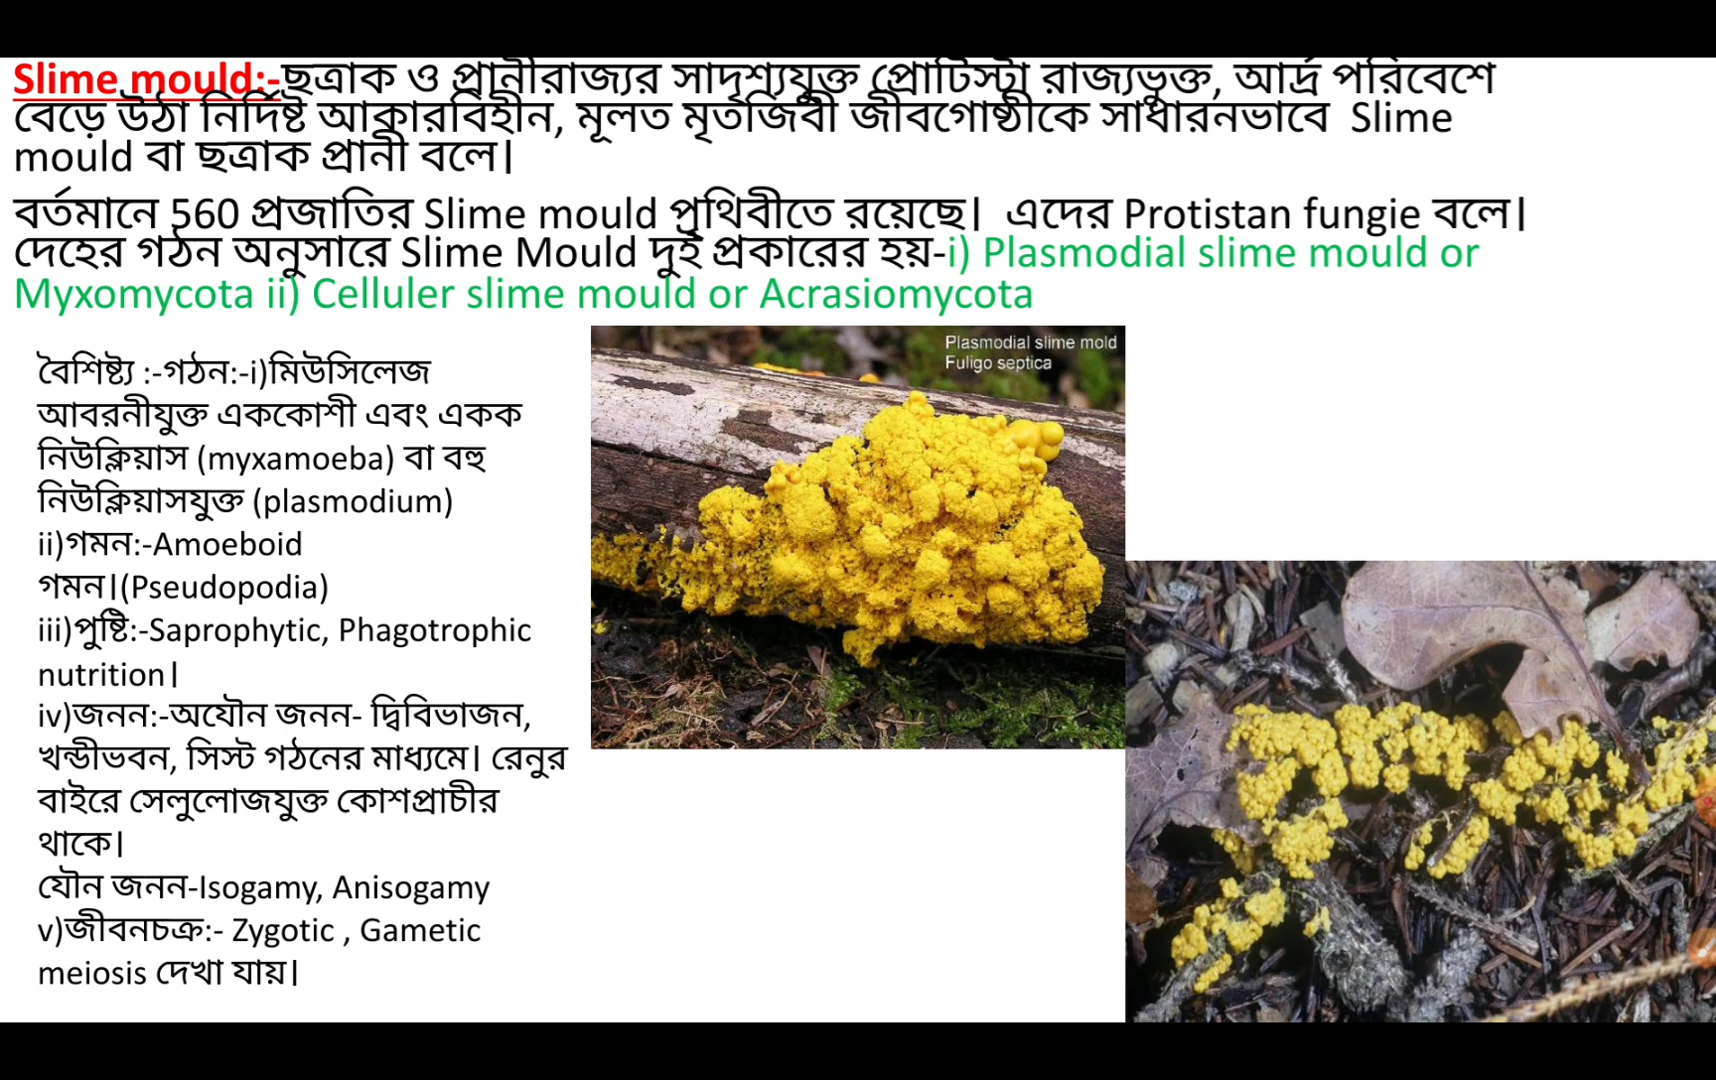 Slime mould:-ছত্রাক ও প্রানীরাজ্যর সাদৃশ্যযুক্ত প্রোটিস্টা রাজ্যভুক্ত, আর্দ্র পরিবেশে
বেড়ে উঠা নির্দিষ্ট আকারবিহীন, মূলত মৃতজিবী জীবগোষ্ঠীকে সাধারনভাবে Slime
mould বা ছত্রাক প্রানী বলে।
বর্তমানে 560 প্রজাতির Slime mould পৃথিবীতে রয়েছে। এদের Protistan fungie বলে।
দেহের গঠন অনুসারে Slime Mould দুই প্রকারের হয়-i) Plasmodial slime mould or
Myxomycota ii) Celluler slime mould or Acrasiomycota
Plasmodial slime mold
Fuligo septica
বৈশিষ্ট্য :-গঠন:-i)মিউসিলেজ
আবরনীযুক্ত এককোশী এবং একক
নিউক্লিয়াস (myxamoeba) বা বহু
নিউক্লিয়াসযুক্ত (plasmodium)
ii)গমন:-Amoeboid
গমন।(Pseudopodia)
iii)পুষ্টি:-Saprophytic, Phagotrophic
nutrition।
iv)জনন:-অযৌন জনন- দ্বিবিভাজন,
খন্ডীভবন, সিস্ট গঠনের মাধ্যমে। রেনুর
বাইরে সেলুলোজযুক্ত কোশপ্রাচীর
থাকে।
যৌন জনন-Isogamy, Anisogamy
v)জীবনচক্র:- Zygotic , Gametic
meiosis দেখা যায়।